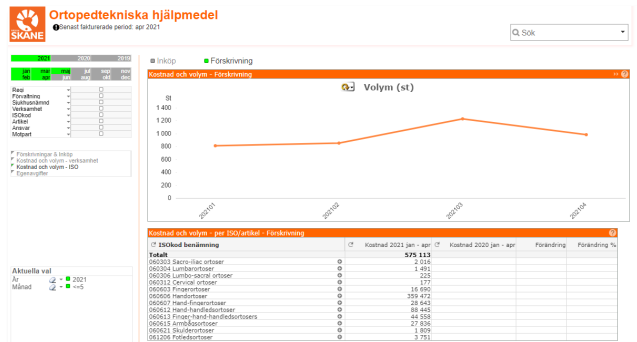 SKÅNE
Ortopedtekniska hjälpmedel
Senast fakturerade period: apr 2021
Sök
2021 2020 2019
jan mar maj jul sep nov
feb apr jun aug okt dec
Regi
Förvaltning
Sjukhusnämnd
Verksamhet
ISOkod
Artikel
Ansvar
Motpart
Förskrivningar & Inköp
Kostnad och volym - verksamhet
Kostnad och volym - ISO
Egenavgifter
Aktuella val
År 2021
Månad <=5
Inköp Förskrivning
Kostnad och volym - Förskrivning
Volym (st)
St
1 400
1 200
1 000
800
600
400
200
0
202101 202102 202103 202104
Kostnad och volym - per ISO/artikel - Förskrivning
ISOkod benämning Kostnad 2021 jan - apr Kostnad 2020 jan - apr Förändring Förändring %
Totalt 575 113
060303 Sacro-iliac ortoser 2 016
060304 Lumbarortoser 1 491
060306 Lumbo-sacral ortoser 225
060312 Cervical ortoser 177
060603 Fingerortoser 16 690
060606 Handortoser 359 472
060607 Hand-fingerortoser 28 643
060612 Hand-handledsortoser 88 445
060613 Finger-hand-handledsortosers 44 558
060615 Armbågsortoser 27 836
060621 Skulderortoser 1 809
061206 Fotledsortoser 3 751